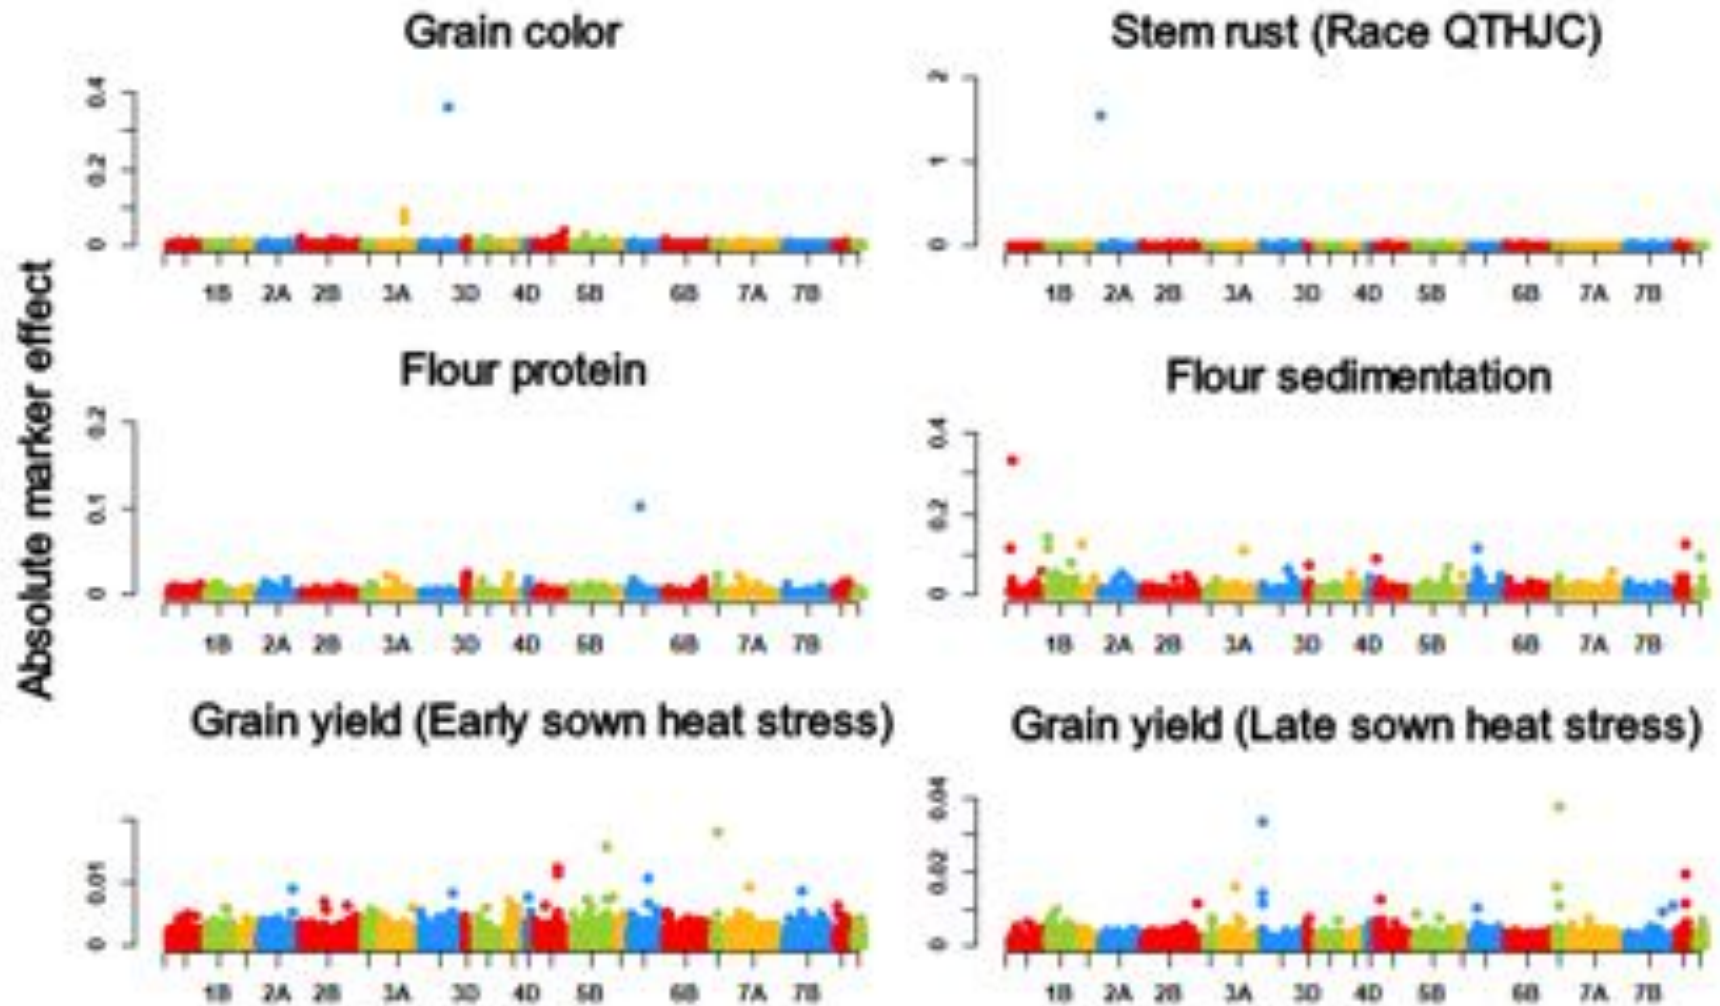 Grain color
Stem rust (Race QTHJC)
0.4
0.2
0
1B 2A 2B 3A 3D 4D 5B 6B 7A 7B
2
1
0
1B 2A 2B 3A 3D 4D 5B 6B 7A 7B
Absolute marker effect
Flour protein
Flour sedimentation
0.2
0.1
0
1B 2A 2B 3A 3D 4D 5B 6B 7A 7B
0.4
0.2
0
1B 2A 2B 3A 3D 4D 5B 6B 7A 7B
Grain yield (Early sown heat stress)
Grain yield (Late sown heat stress)
0.01
0
1B 2A 2B 3A 3D 4D 5B 6B 7A 7B
0.04
0.02
0
1B 2A 2B 3A 3D 4D 5B 6B 7A 7B